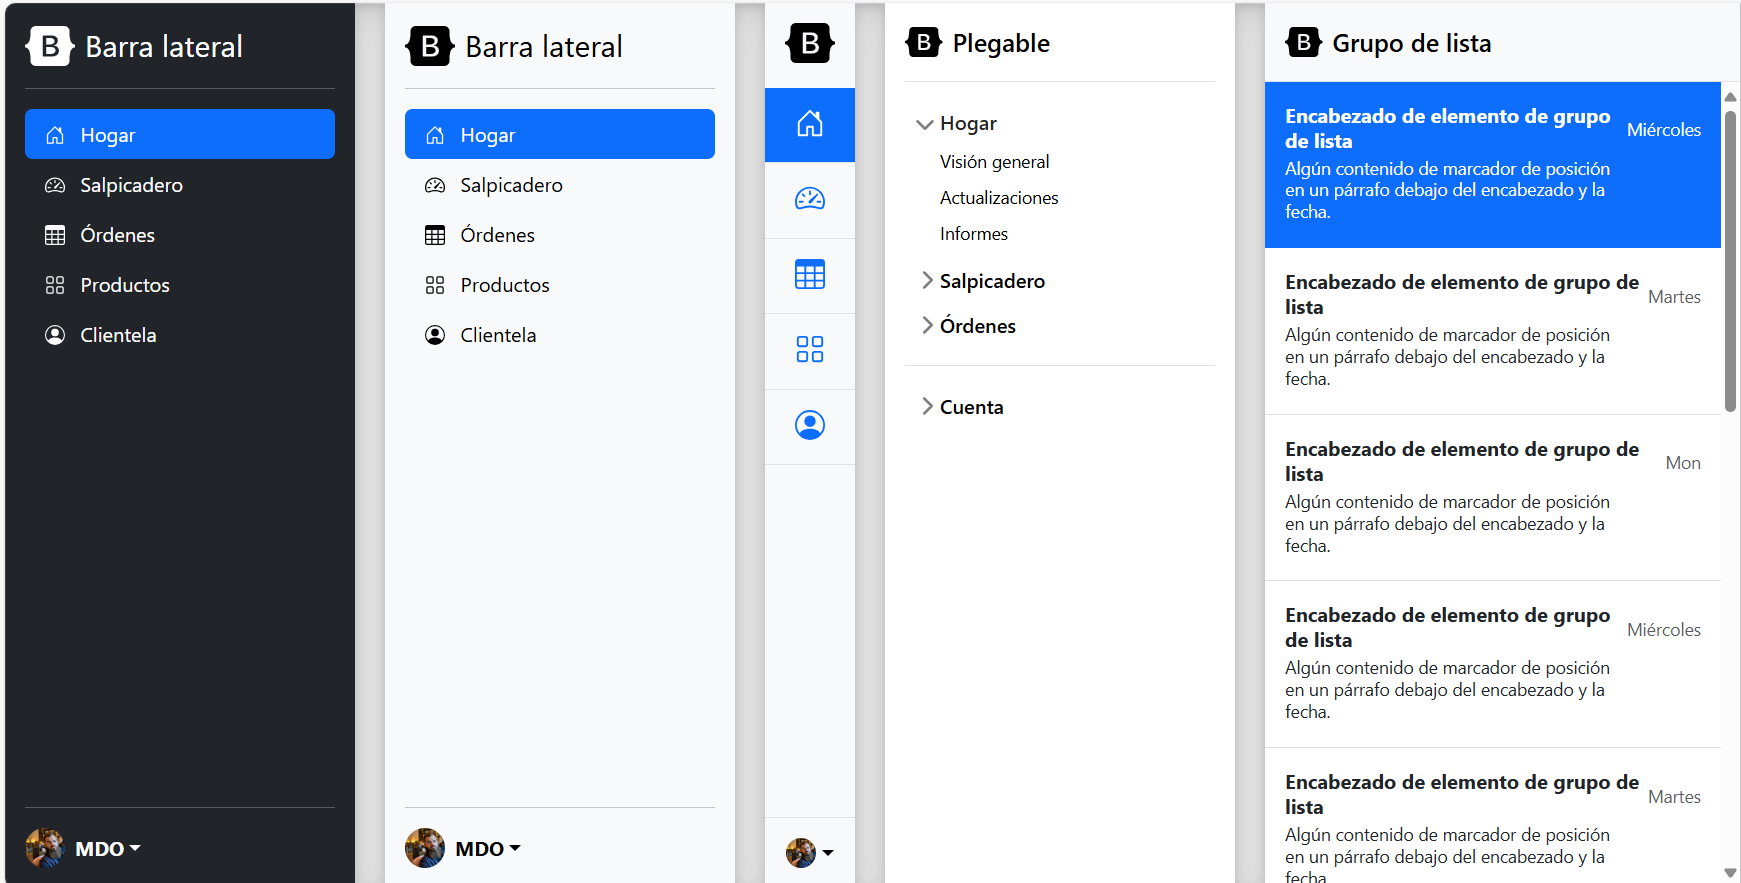 B Barra lateral
Hogar
Salpicadero
Órdenes
Productos
Clientela
MDO
B Barra lateral
Hogar
Salpicadero
Órdenes
Productos
Clientela
MDO
B
B Plegable
Hogar
Visión general
Actualizaciones
Informes
Salpicadero
Órdenes
Cuenta
B Grupo de lista
Encabezado de elemento de grupo
de lista
Miércoles
Algún contenido de marcador de posición
en un párrafo debajo del encabezado y la
fecha.
Encabezado de elemento de grupo de
lista
Martes
Algún contenido de marcador de posición
en un párrafo debajo del encabezado y la
fecha.
Encabezado de elemento de grupo de
lista
Mon
Algún contenido de marcador de posición
en un párrafo debajo del encabezado y la
fecha.
Encabezado de elemento de grupo
de lista
Miércoles
Algún contenido de marcador de posición
en un párrafo debajo del encabezado y la
fecha.
Encabezado de elemento de grupo de
lista
Martes
Algún contenido de marcador de posición
en un párrafo debajo del encabezado y la
fecha.